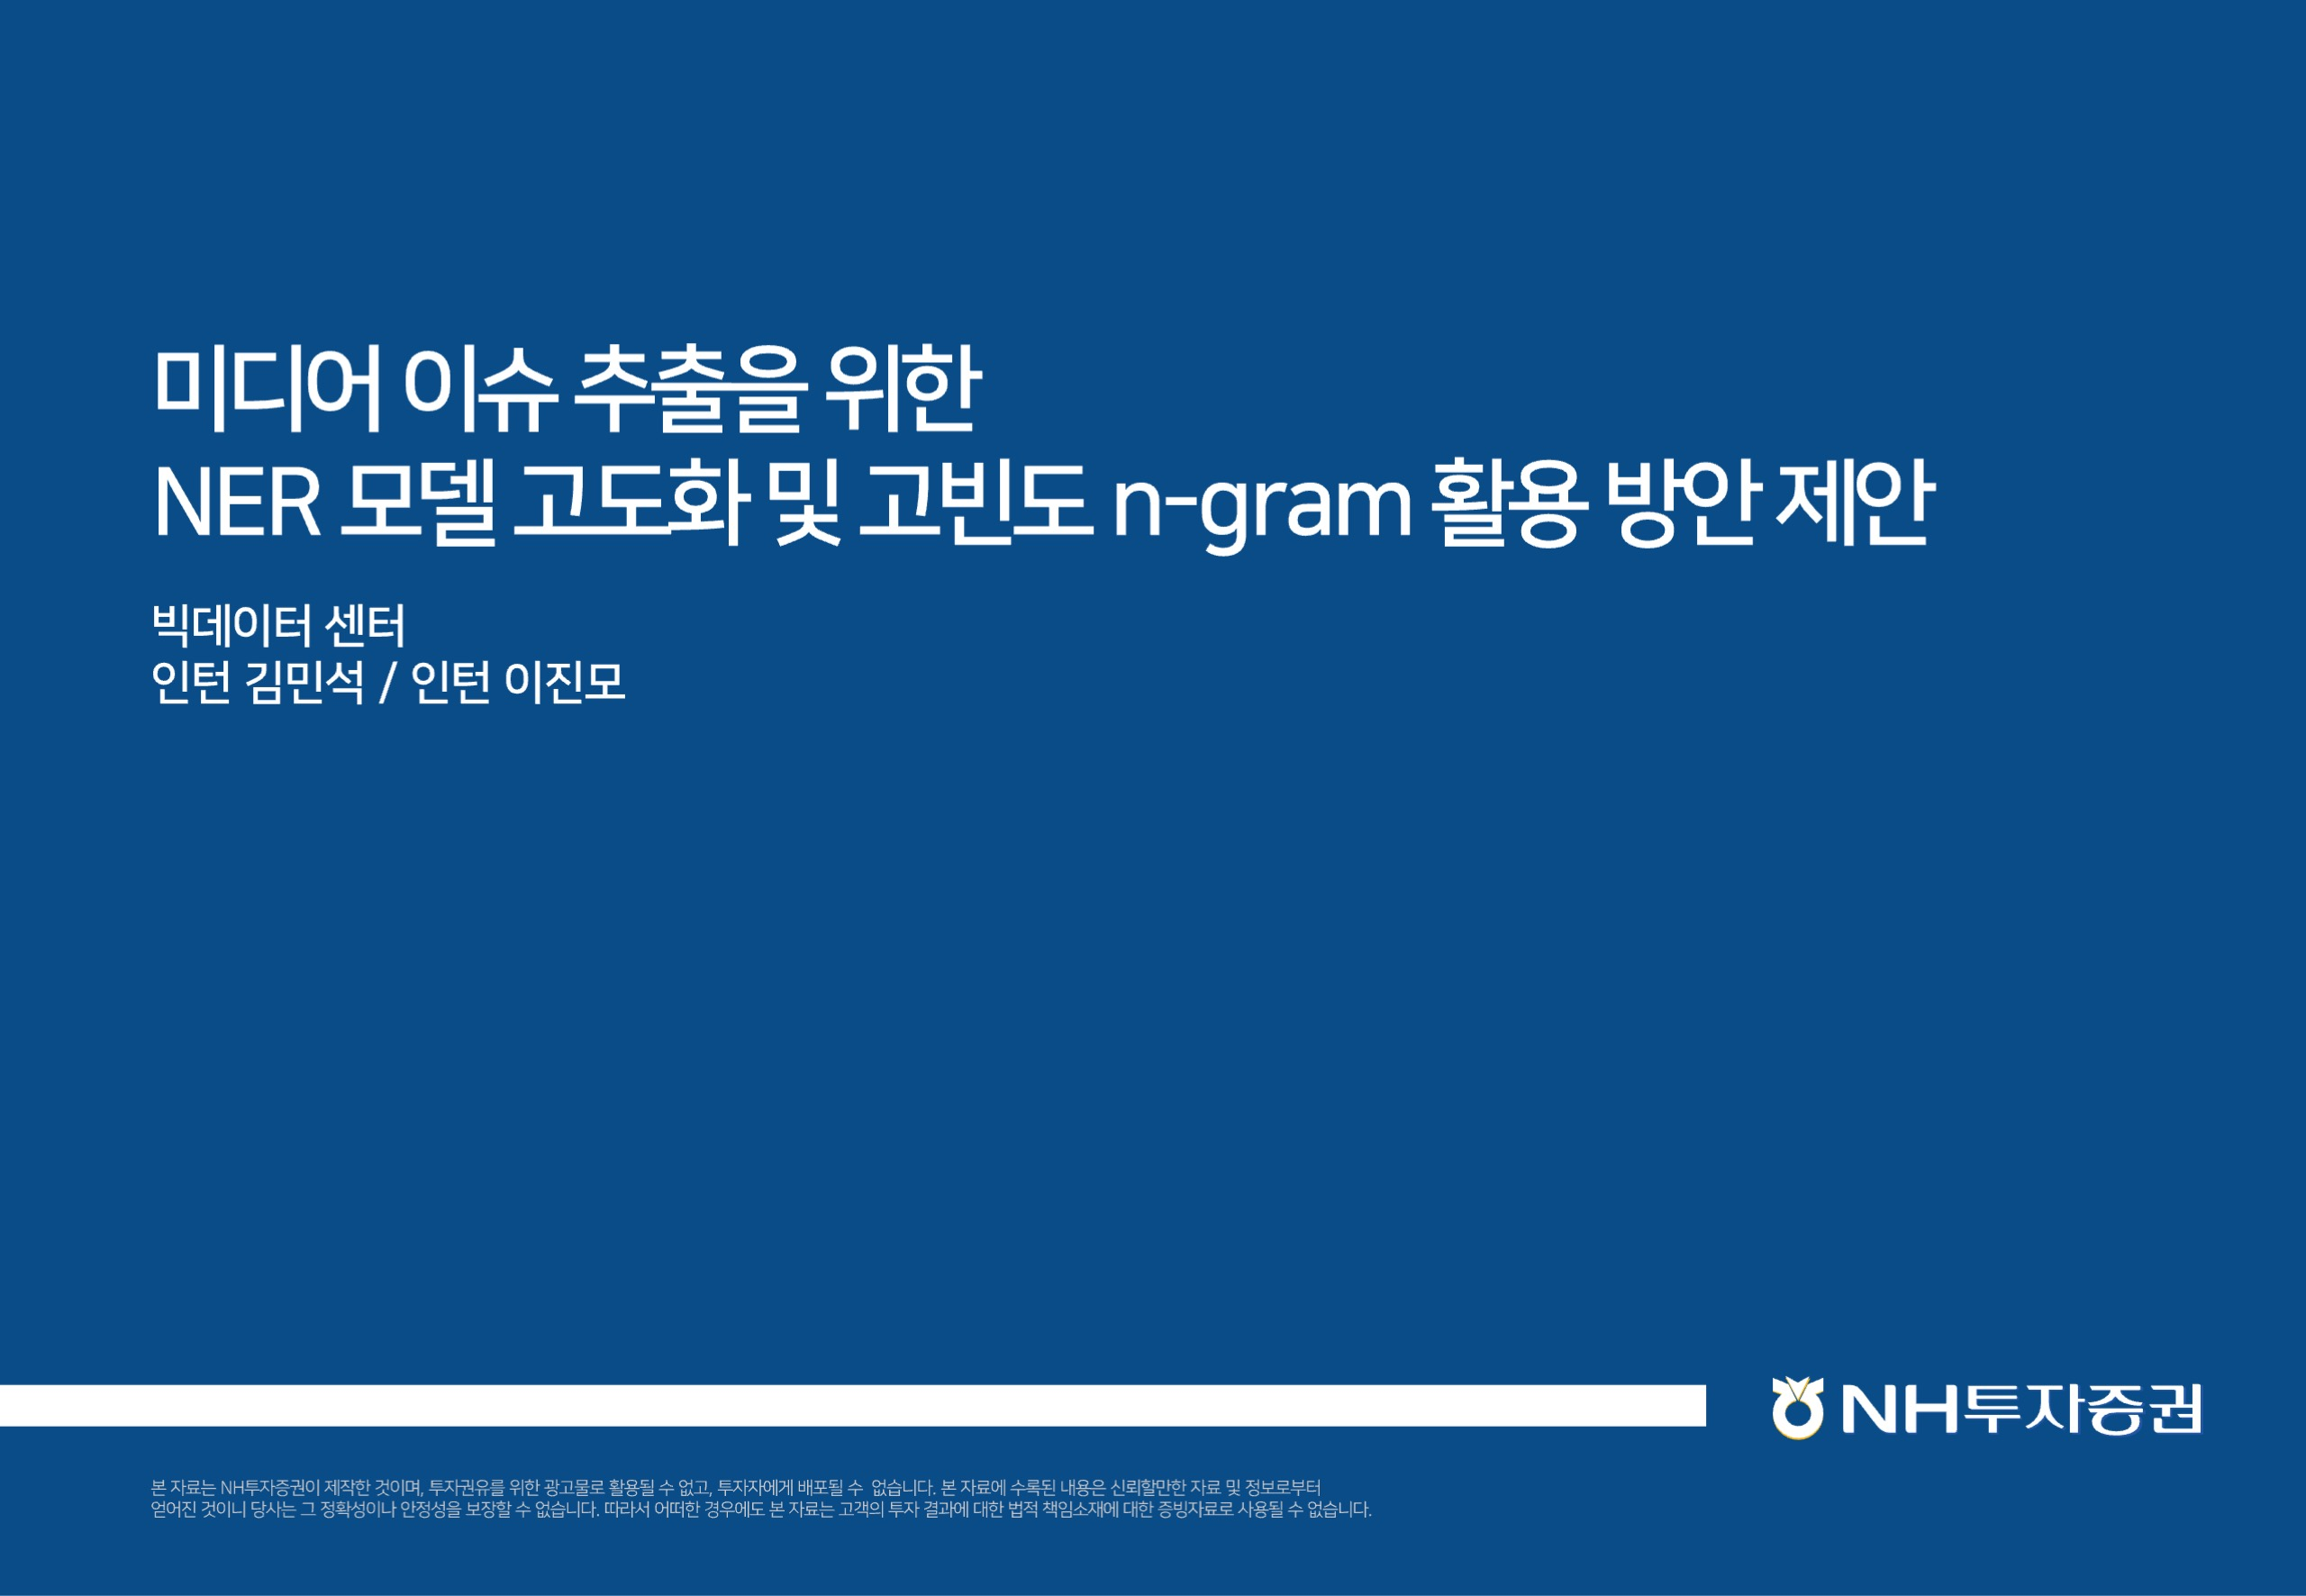 미디어 이슈 추출을 위한
NER 모델 고도화 및 고빈도 n-gram 활용 방안 제안
빅데이터 센터
인턴 김민석 / 인턴 이진모
NH투자증권
본 자료는 NH투자증권이 제작한 것이며, 투자권유를 위한 광고물로 활용될 수 없고, 투자자에게 배포될 수 없습니다. 본 자료에 수록된 내용은 신뢰할만한 자료 및 정보로부터
얻어진 것이니 당사는 그 정확성이나 안정성을 보장할 수 없습니다. 따라서 어떠한 경우에도 본 자료는 고객의 투자 결과에 대한 법적 책임소재에 대한 증빙자료로 사용될 수 없습니다.